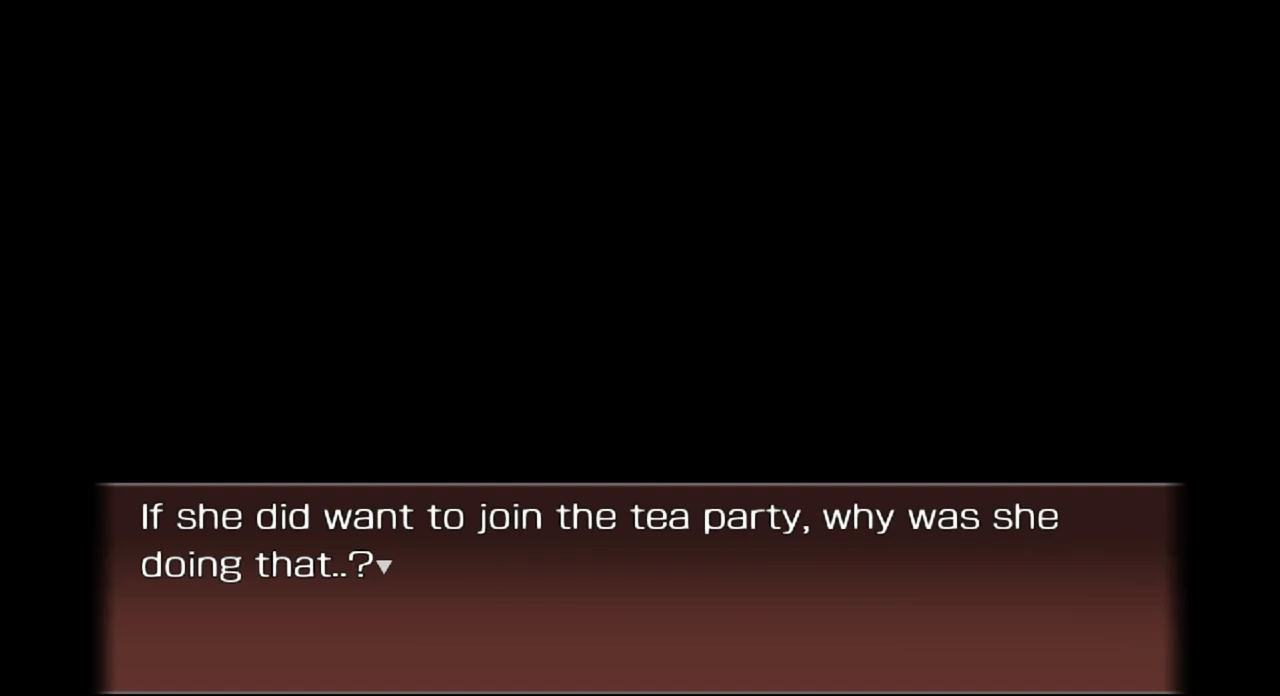 If she did want to join the tea party, why was she
doing that..?▼